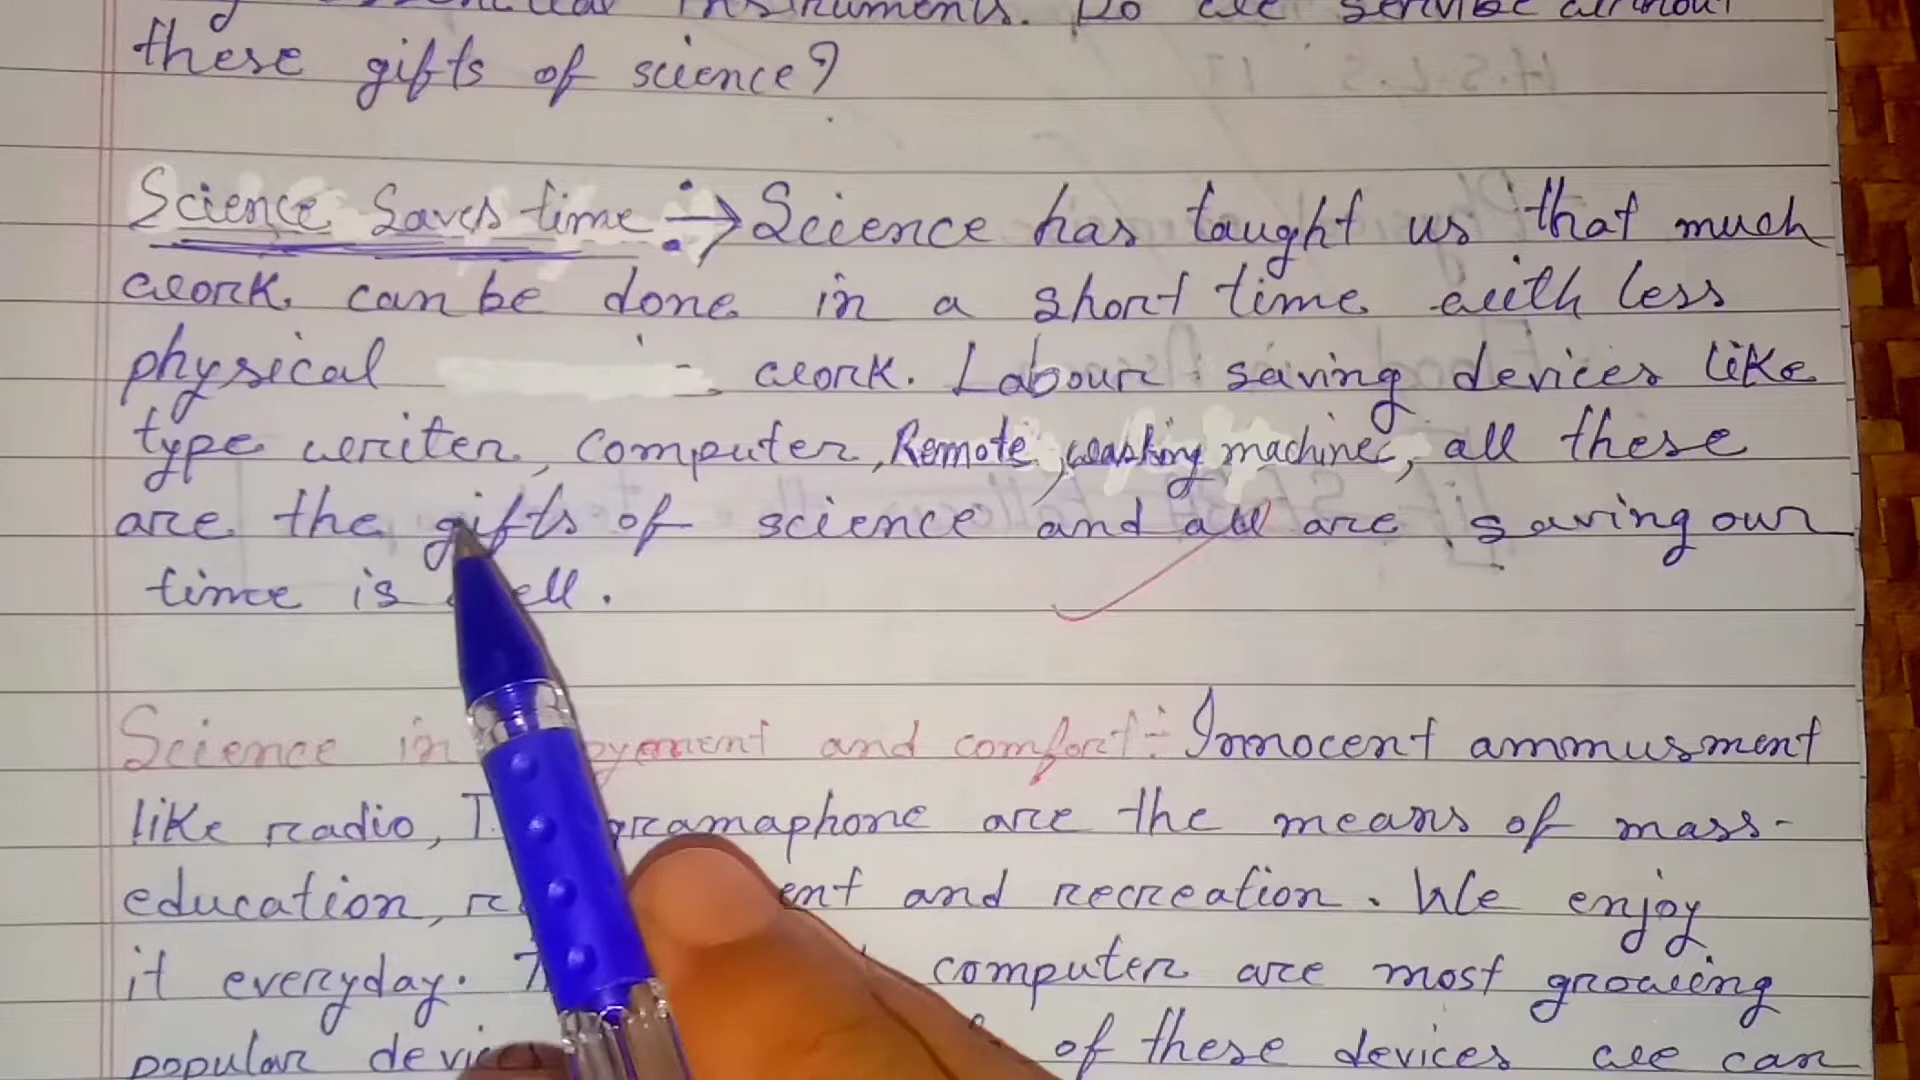 instruments. Do we
these gifts of science?
Science Saves time :→ Science has taught us that much
work can be done in a short time with less
physical work. Labour saving devices like
type writer, computer, Remote, washing machine, all these
are the gifts of science and all are saving our
time is well.
Science in and comfort:- Innocent ammusment
like radio, gramaphone are the means of mass-
education, and recreation. We enjoy
it everyday. computer are most growing
popular of these devices we can